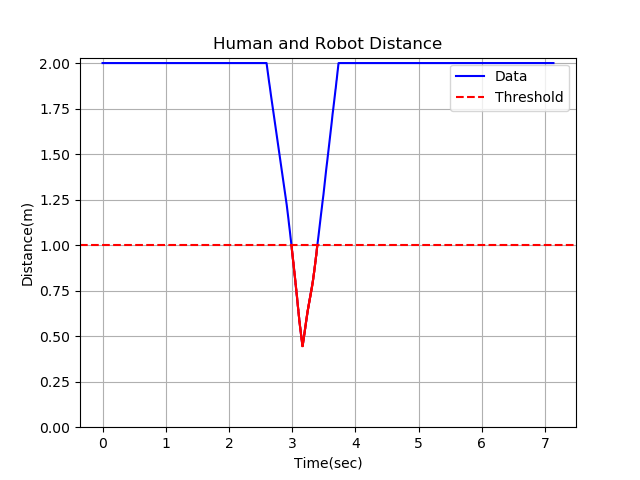 Human and Robot Distance
2.00
1.75
1.50
1.25
1.00
0.75
0.50
0.25
0.00
Distance(m)
Data
Threshold
0 1 2 3 4 5 6 7
Time(sec)